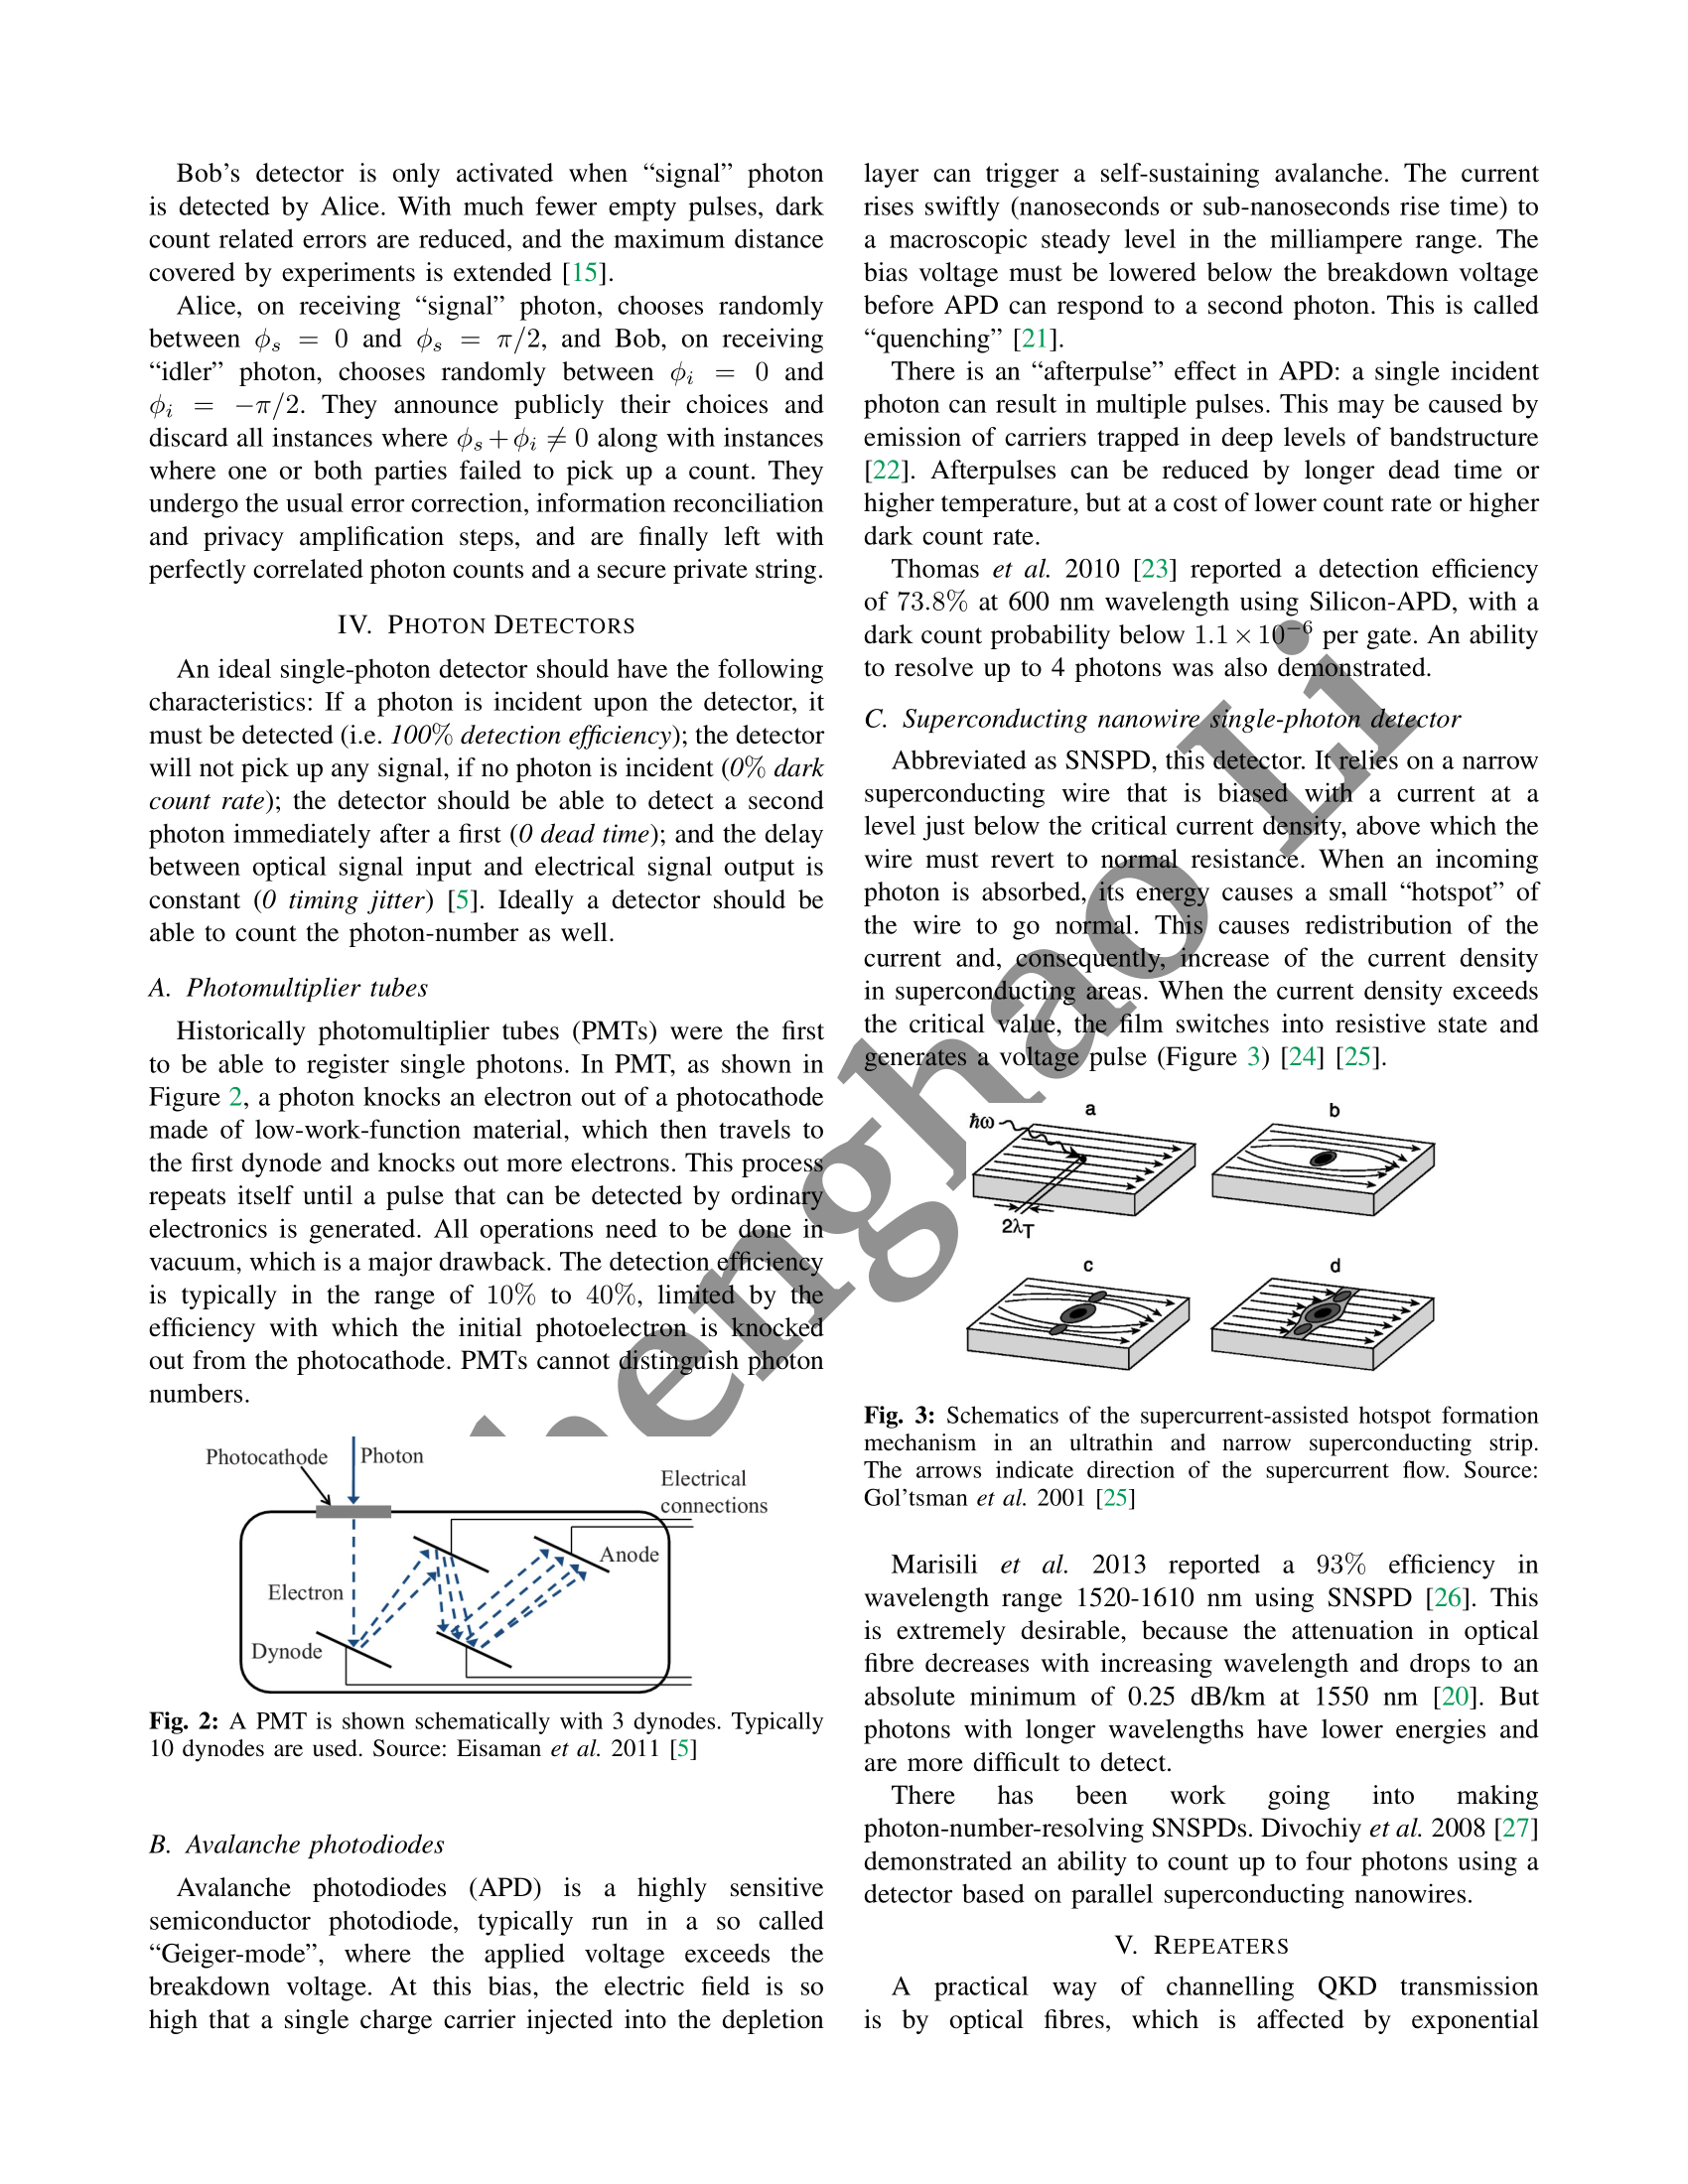 Bob’s detector is only activated when “signal” photon
is detected by Alice. With much fewer empty pulses, dark
count related errors are reduced, and the maximum distance
covered by experiments is extended [15].
Alice, on receiving “signal” photon, chooses randomly
between ϕs = 0 and ϕs = π/2, and Bob, on receiving
“idler” photon, chooses randomly between ϕi = 0 and
ϕi = −π/2. They announce publicly their choices and
discard all instances where ϕs + ϕi ≠ 0 along with instances
where one or both parties failed to pick up a count. They
undergo the usual error correction, information reconciliation
and privacy amplification steps, and are finally left with
perfectly correlated photon counts and a secure private string.
IV. PHOTON DETECTORS
An ideal single-photon detector should have the following
characteristics: If a photon is incident upon the detector, it
must be detected (i.e. 100% detection efficiency); the detector
will not pick up any signal, if no photon is incident (0% dark
count rate); the detector should be able to detect a second
photon immediately after a first (0 dead time); and the delay
between optical signal input and electrical signal output is
constant (0 timing jitter) [5]. Ideally a detector should be
able to count the photon-number as well.
A. Photomultiplier tubes
Historically photomultiplier tubes (PMTs) were the first
to be able to register single photons. In PMT, as shown in
Figure 2, a photon knocks an electron out of a photocathode
made of low-work-function material, which then travels to
the first dynode and knocks out more electrons. This process
repeats itself until a pulse that can be detected by ordinary
electronics is generated. All operations need to be done in
vacuum, which is a major drawback. The detection efficiency
is typically in the range of 10% to 40%, limited by the
efficiency with which the initial photoelectron is knocked
out from the photocathode. PMTs cannot distinguish photon
numbers.
Photocathode
Photon
Electrical
connections
Anode
Electron
Dynode
Fig. 2: A PMT is shown schematically with 3 dynodes. Typically
10 dynodes are used. Source: Eisaman et al. 2011 [5]
B. Avalanche photodiodes
Avalanche photodiodes (APD) is a highly sensitive
semiconductor photodiode, typically run in a so called
“Geiger-mode”, where the applied voltage exceeds the
breakdown voltage. At this bias, the electric field is so
high that a single charge carrier injected into the depletion
layer can trigger a self-sustaining avalanche. The current
rises swiftly (nanoseconds or sub-nanoseconds rise time) to
a macroscopic steady level in the milliampere range. The
bias voltage must be lowered below the breakdown voltage
before APD can respond to a second photon. This is called
“quenching” [21].
There is an “afterpulse” effect in APD: a single incident
photon can result in multiple pulses. This may be caused by
emission of carriers trapped in deep levels of bandstructure
[22]. Afterpulses can be reduced by longer dead time or
higher temperature, but at a cost of lower count rate or higher
dark count rate.
Thomas et al. 2010 [23] reported a detection efficiency
of 73.8% at 600 nm wavelength using Silicon-APD, with a
dark count probability below 1.1 × 10−6 per gate. An ability
to resolve up to 4 photons was also demonstrated.
C. Superconducting nanowire single-photon detector
Abbreviated as SNSPD, this detector. It relies on a narrow
superconducting wire that is biased with a current at a
level just below the critical current density, above which the
wire must revert to normal resistance. When an incoming
photon is absorbed, its energy causes a small “hotspot” of
the wire to go normal. This causes redistribution of the
current and, consequently, increase of the current density
in superconducting areas. When the current density exceeds
the critical value, the film switches into resistive state and
generates a voltage pulse (Figure 3) [24] [25].
a
b
ħω
2λT
c
d
Fig. 3: Schematics of the supercurrent-assisted hotspot formation
mechanism in an ultrathin and narrow superconducting strip.
The arrows indicate direction of the supercurrent flow. Source:
Gol’tsman et al. 2001 [25]
Marisili et al. 2013 reported a 93% efficiency in
wavelength range 1520-1610 nm using SNSPD [26]. This
is extremely desirable, because the attenuation in optical
fibre decreases with increasing wavelength and drops to an
absolute minimum of 0.25 dB/km at 1550 nm [20]. But
photons with longer wavelengths have lower energies and
are more difficult to detect.
There has been work going into making
photon-number-resolving SNSPDs. Divochiy et al. 2008 [27]
demonstrated an ability to count up to four photons using a
detector based on parallel superconducting nanowires.
V. REPEATERS
A practical way of channelling QKD transmission
is by optical fibres, which is affected by exponential
Li